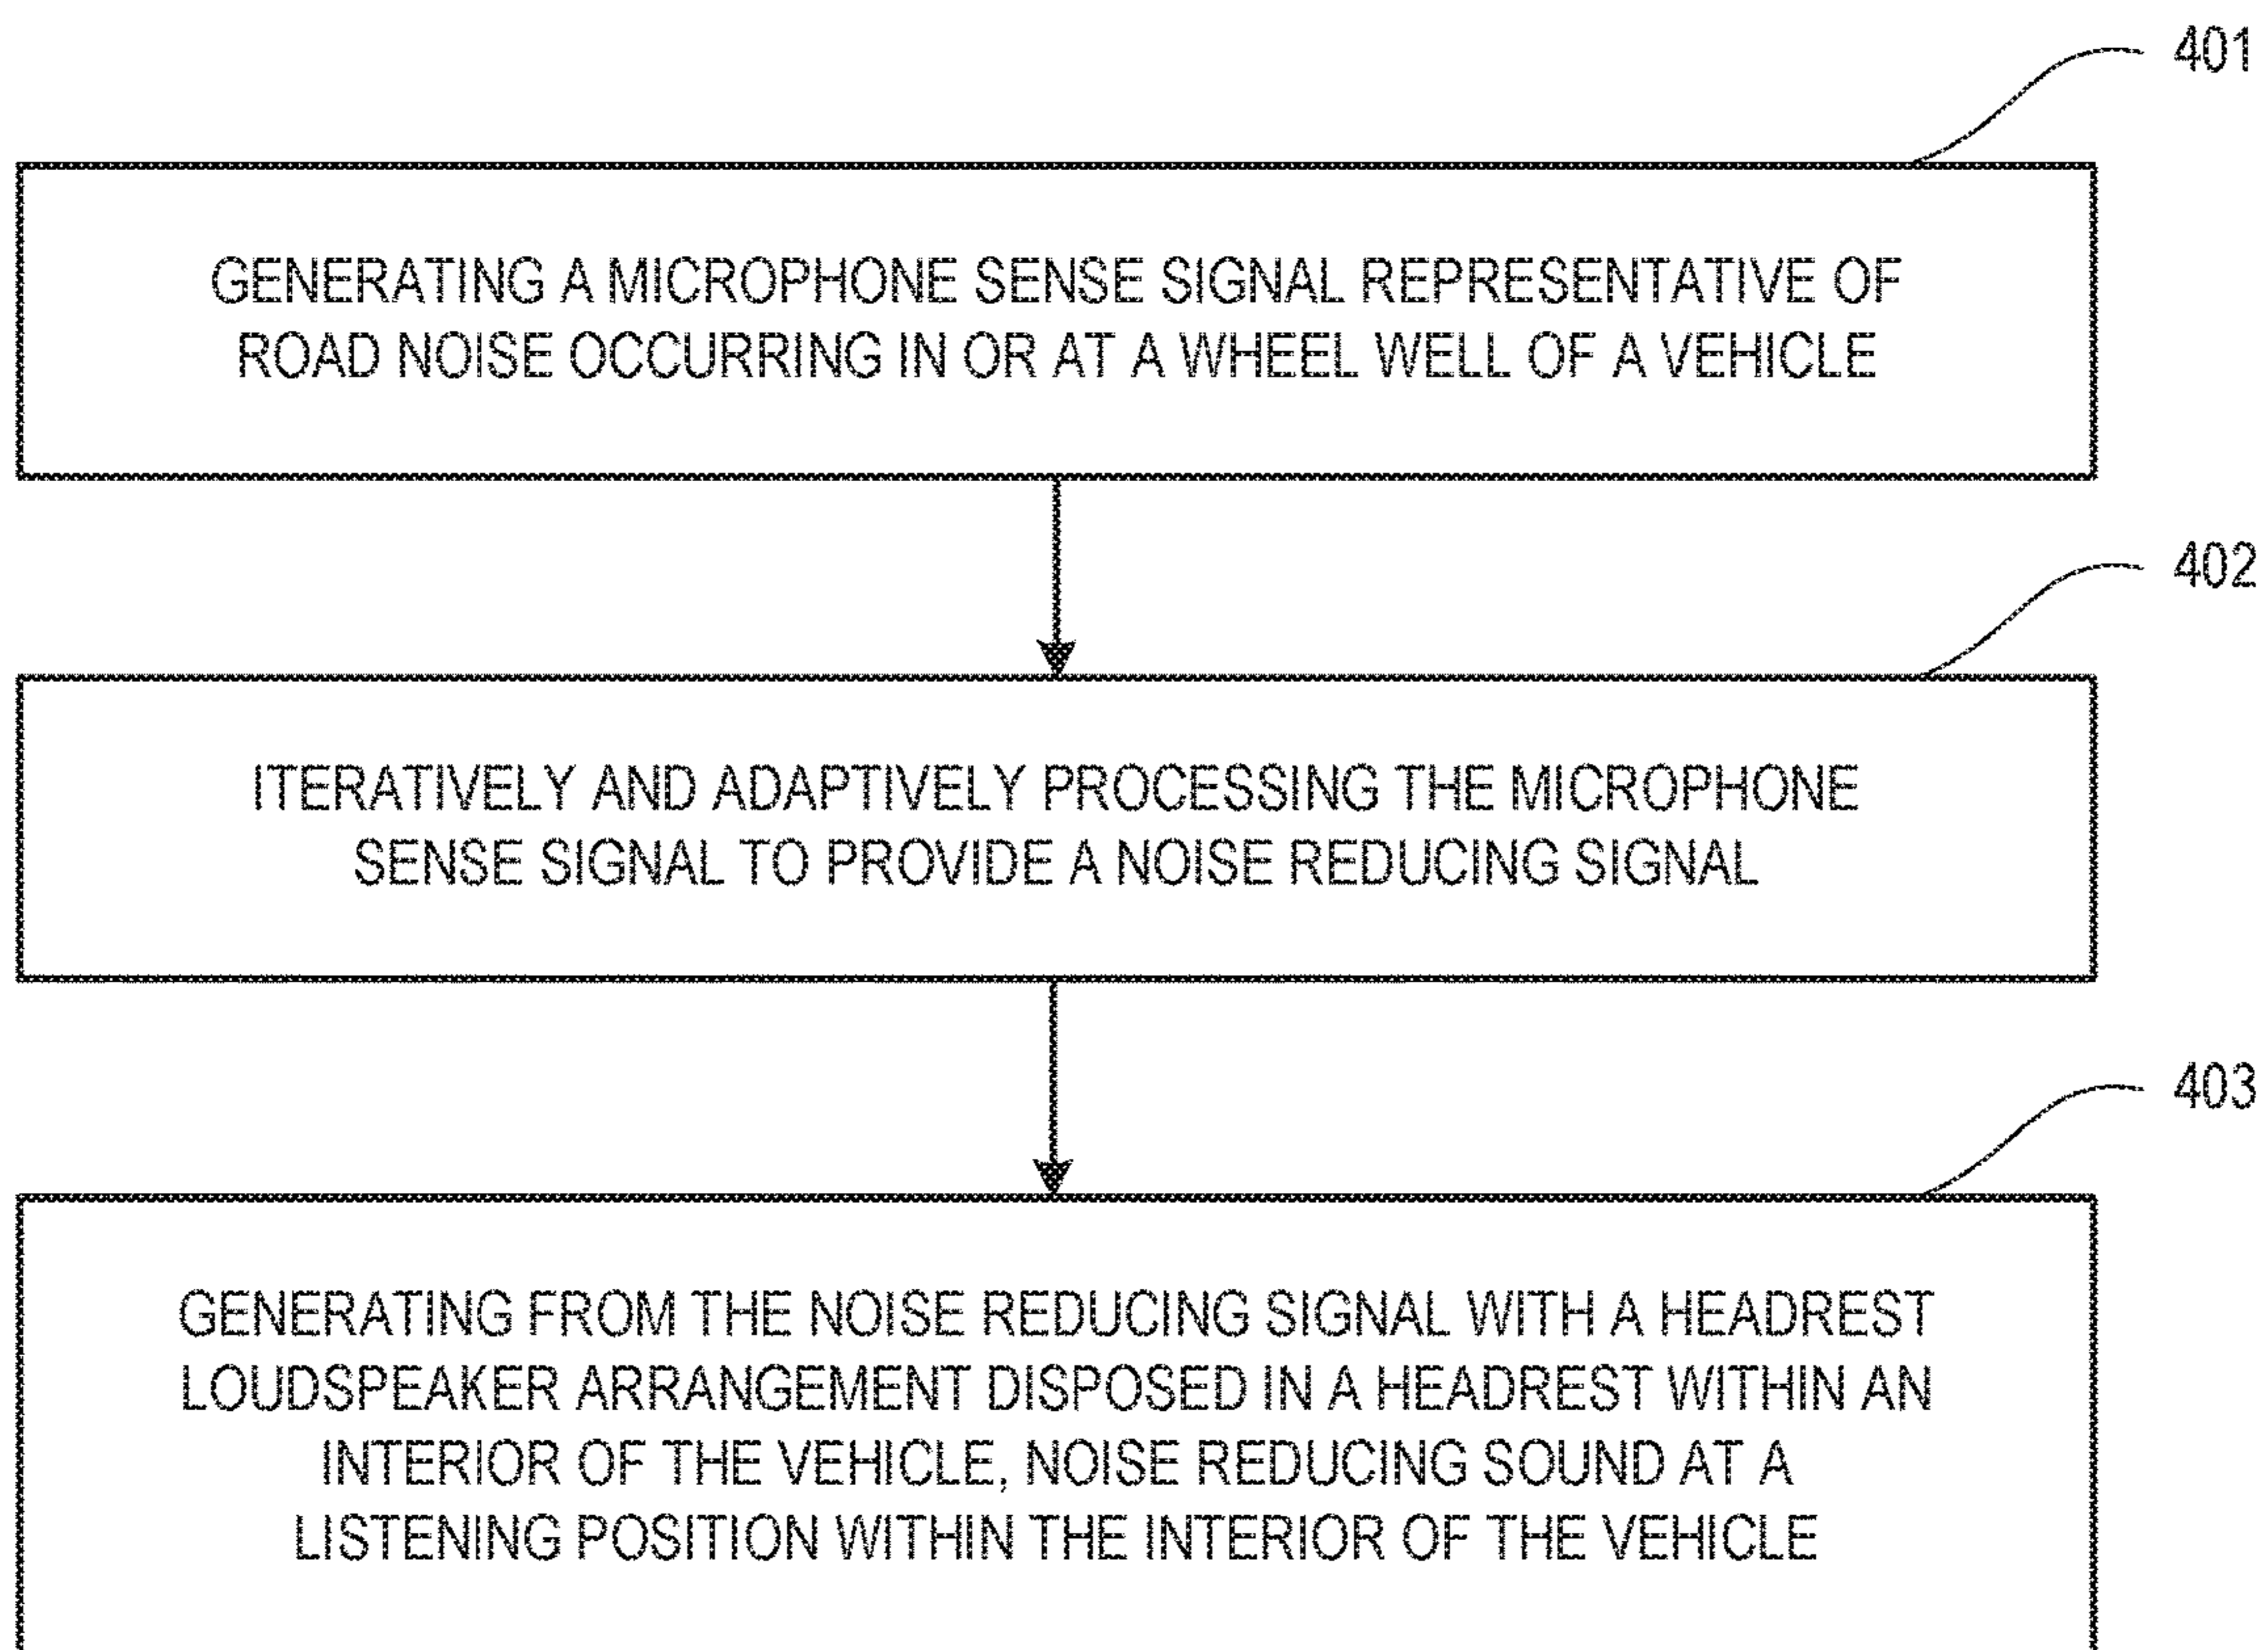 401
GENERATING A MICROPHONE SENSE SIGNAL REPRESENTATIVE OF
ROAD NOISE OCCURRING IN OR AT A WHEEL WELL OF A VEHICLE
402
ITERATIVELY AND ADAPTIVELY PROCESSING THE MICROPHONE
SENSE SIGNAL TO PROVIDE A NOISE REDUCING SIGNAL
403
GENERATING FROM THE NOISE REDUCING SIGNAL WITH A HEADREST
LOUDSPEAKER ARRANGEMENT DISPOSED IN A HEADREST WITHIN AN
INTERIOR OF THE VEHICLE, NOISE REDUCING SOUND AT A
LISTENING POSITION WITHIN THE INTERIOR OF THE VEHICLE